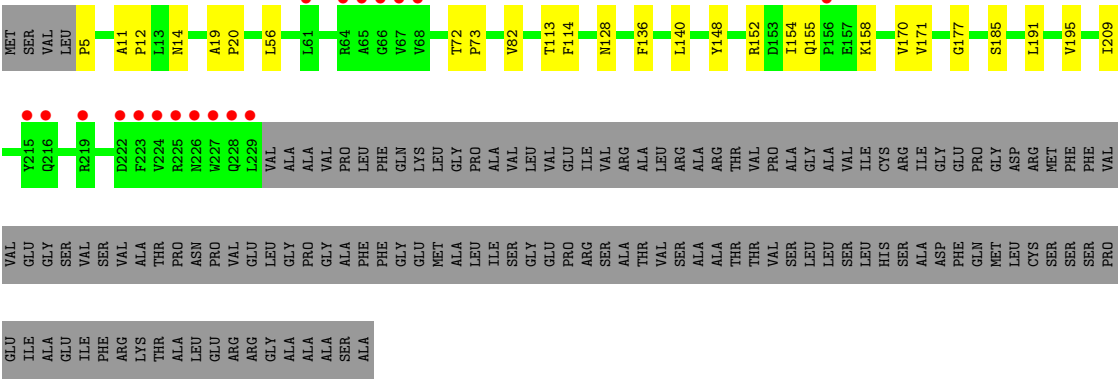 MET SER VAL LEU P5 A11 P12 L13 N14 A19 P20 L56 L61 R64 A65 G66 V67 V68 T72 P73 V82 T113 F114 N128 F136 L140 Y148 R152 D153 I154 Q155 P156 E157 K158 V170 V171 G177 S185 L191 V195 I209
Y215 Q216 R219 D222 F223 V224 R225 N226 W227 Q228 L229 VAL ALA ALA VAL PRO LEU PHE GLN LYS LEU GLY PRO ALA VAL LEU VAL GLU ILE VAL ARG ALA LEU ARG ALA ARG THR VAL PRO ALA GLY ALA VAL ILE CYS ARG ILE GLY GLU PRO GLY ASP ARG MET PHE PHE VAL
VAL GLU GLY SER VAL SER VAL ALA THR PRO ASN PRO VAL GLU LEU GLY PRO GLY ALA PHE PHE GLY GLU MET ALA LEU ILE SER GLY GLU PRO ARG SER ALA THR VAL SER ALA ALA THR THR VAL SER LEU LEU SER LEU HIS SER ALA ASP PHE GLN MET LEU CYS SER SER SER PRO
GLU ILE ALA GLU ILE PHE ARG LYS THR ALA LEU GLU ARG ARG GLY ALA ALA ALA SER ALA